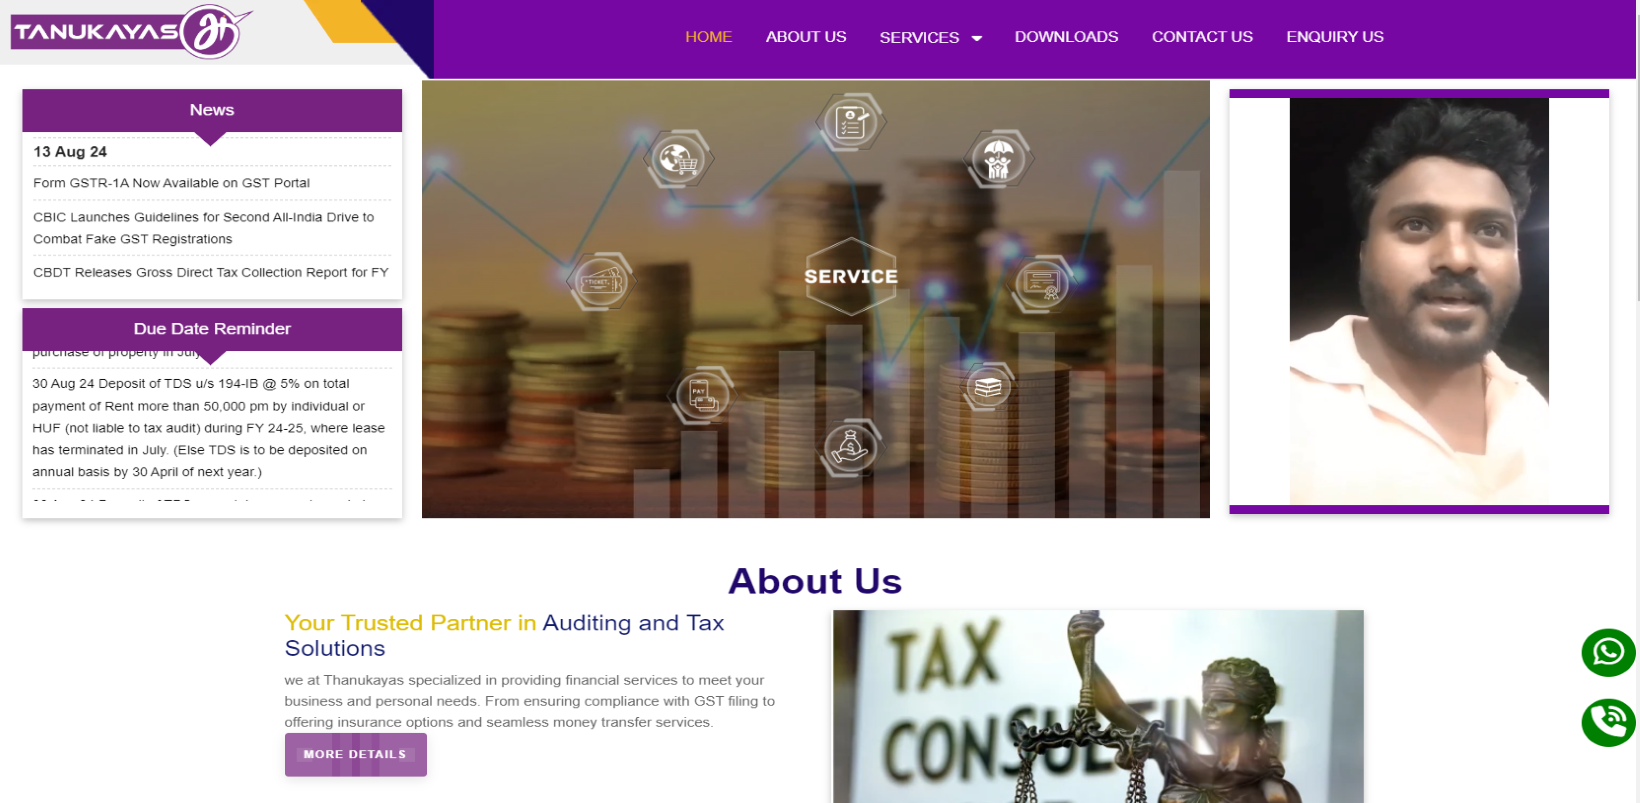 TANUKAYAS
HOME ABOUT US SERVICES DOWNLOADS CONTACT US ENQUIRY US
News
13 Aug 24
Form GSTR-1A Now Available on GST Portal
CBIC Launches Guidelines for Second All-India Drive to
Combat Fake GST Registrations
CBDT Releases Gross Direct Tax Collection Report for FY
Due Date Reminder
purchase of property in July
30 Aug 24 Deposit of TDS u/s 194-IB @ 5% on total
payment of Rent more than 50,000 pm by individual or
HUF (not liable to tax audit) during FY 24-25, where lease
has terminated in July. (Else TDS is to be deposited on
annual basis by 30 April of next year.)
SERVICE
TICKET
PAY
About Us
Your Trusted Partner in Auditing and Tax
Solutions
we at Thanukayas specialized in providing financial services to meet your
business and personal needs. From ensuring compliance with GST filing to
offering insurance options and seamless money transfer services.
MORE DETAILS
TAX
CONSULTING